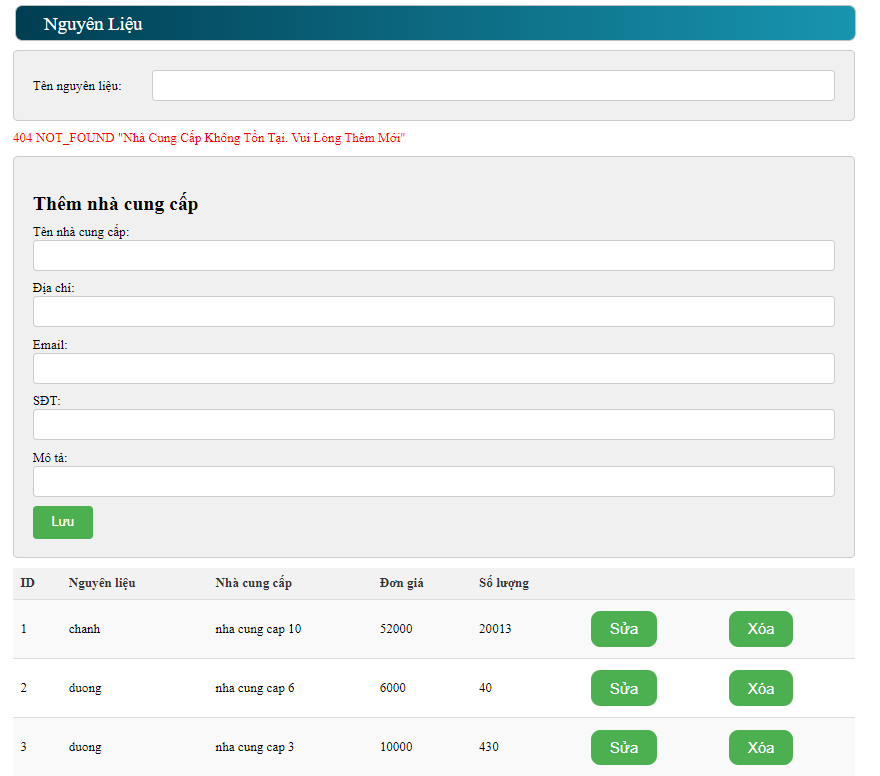 Nguyên Liệu
Tên nguyên liệu:
404 NOT_FOUND "Nhà Cung Cấp Không Tồn Tại. Vui Lòng Thêm Mới"
Thêm nhà cung cấp
Tên nhà cung cấp:
Địa chỉ:
Email:
SĐT:
Mô tả:
Lưu
ID Nguyên liệu Nhà cung cấp Đơn giá Số lượng
1 chanh nha cung cap 10 52000 20013 Sửa Xóa
2 duong nha cung cap 6 6000 40 Sửa Xóa
3 duong nha cung cap 3 10000 430 Sửa Xóa